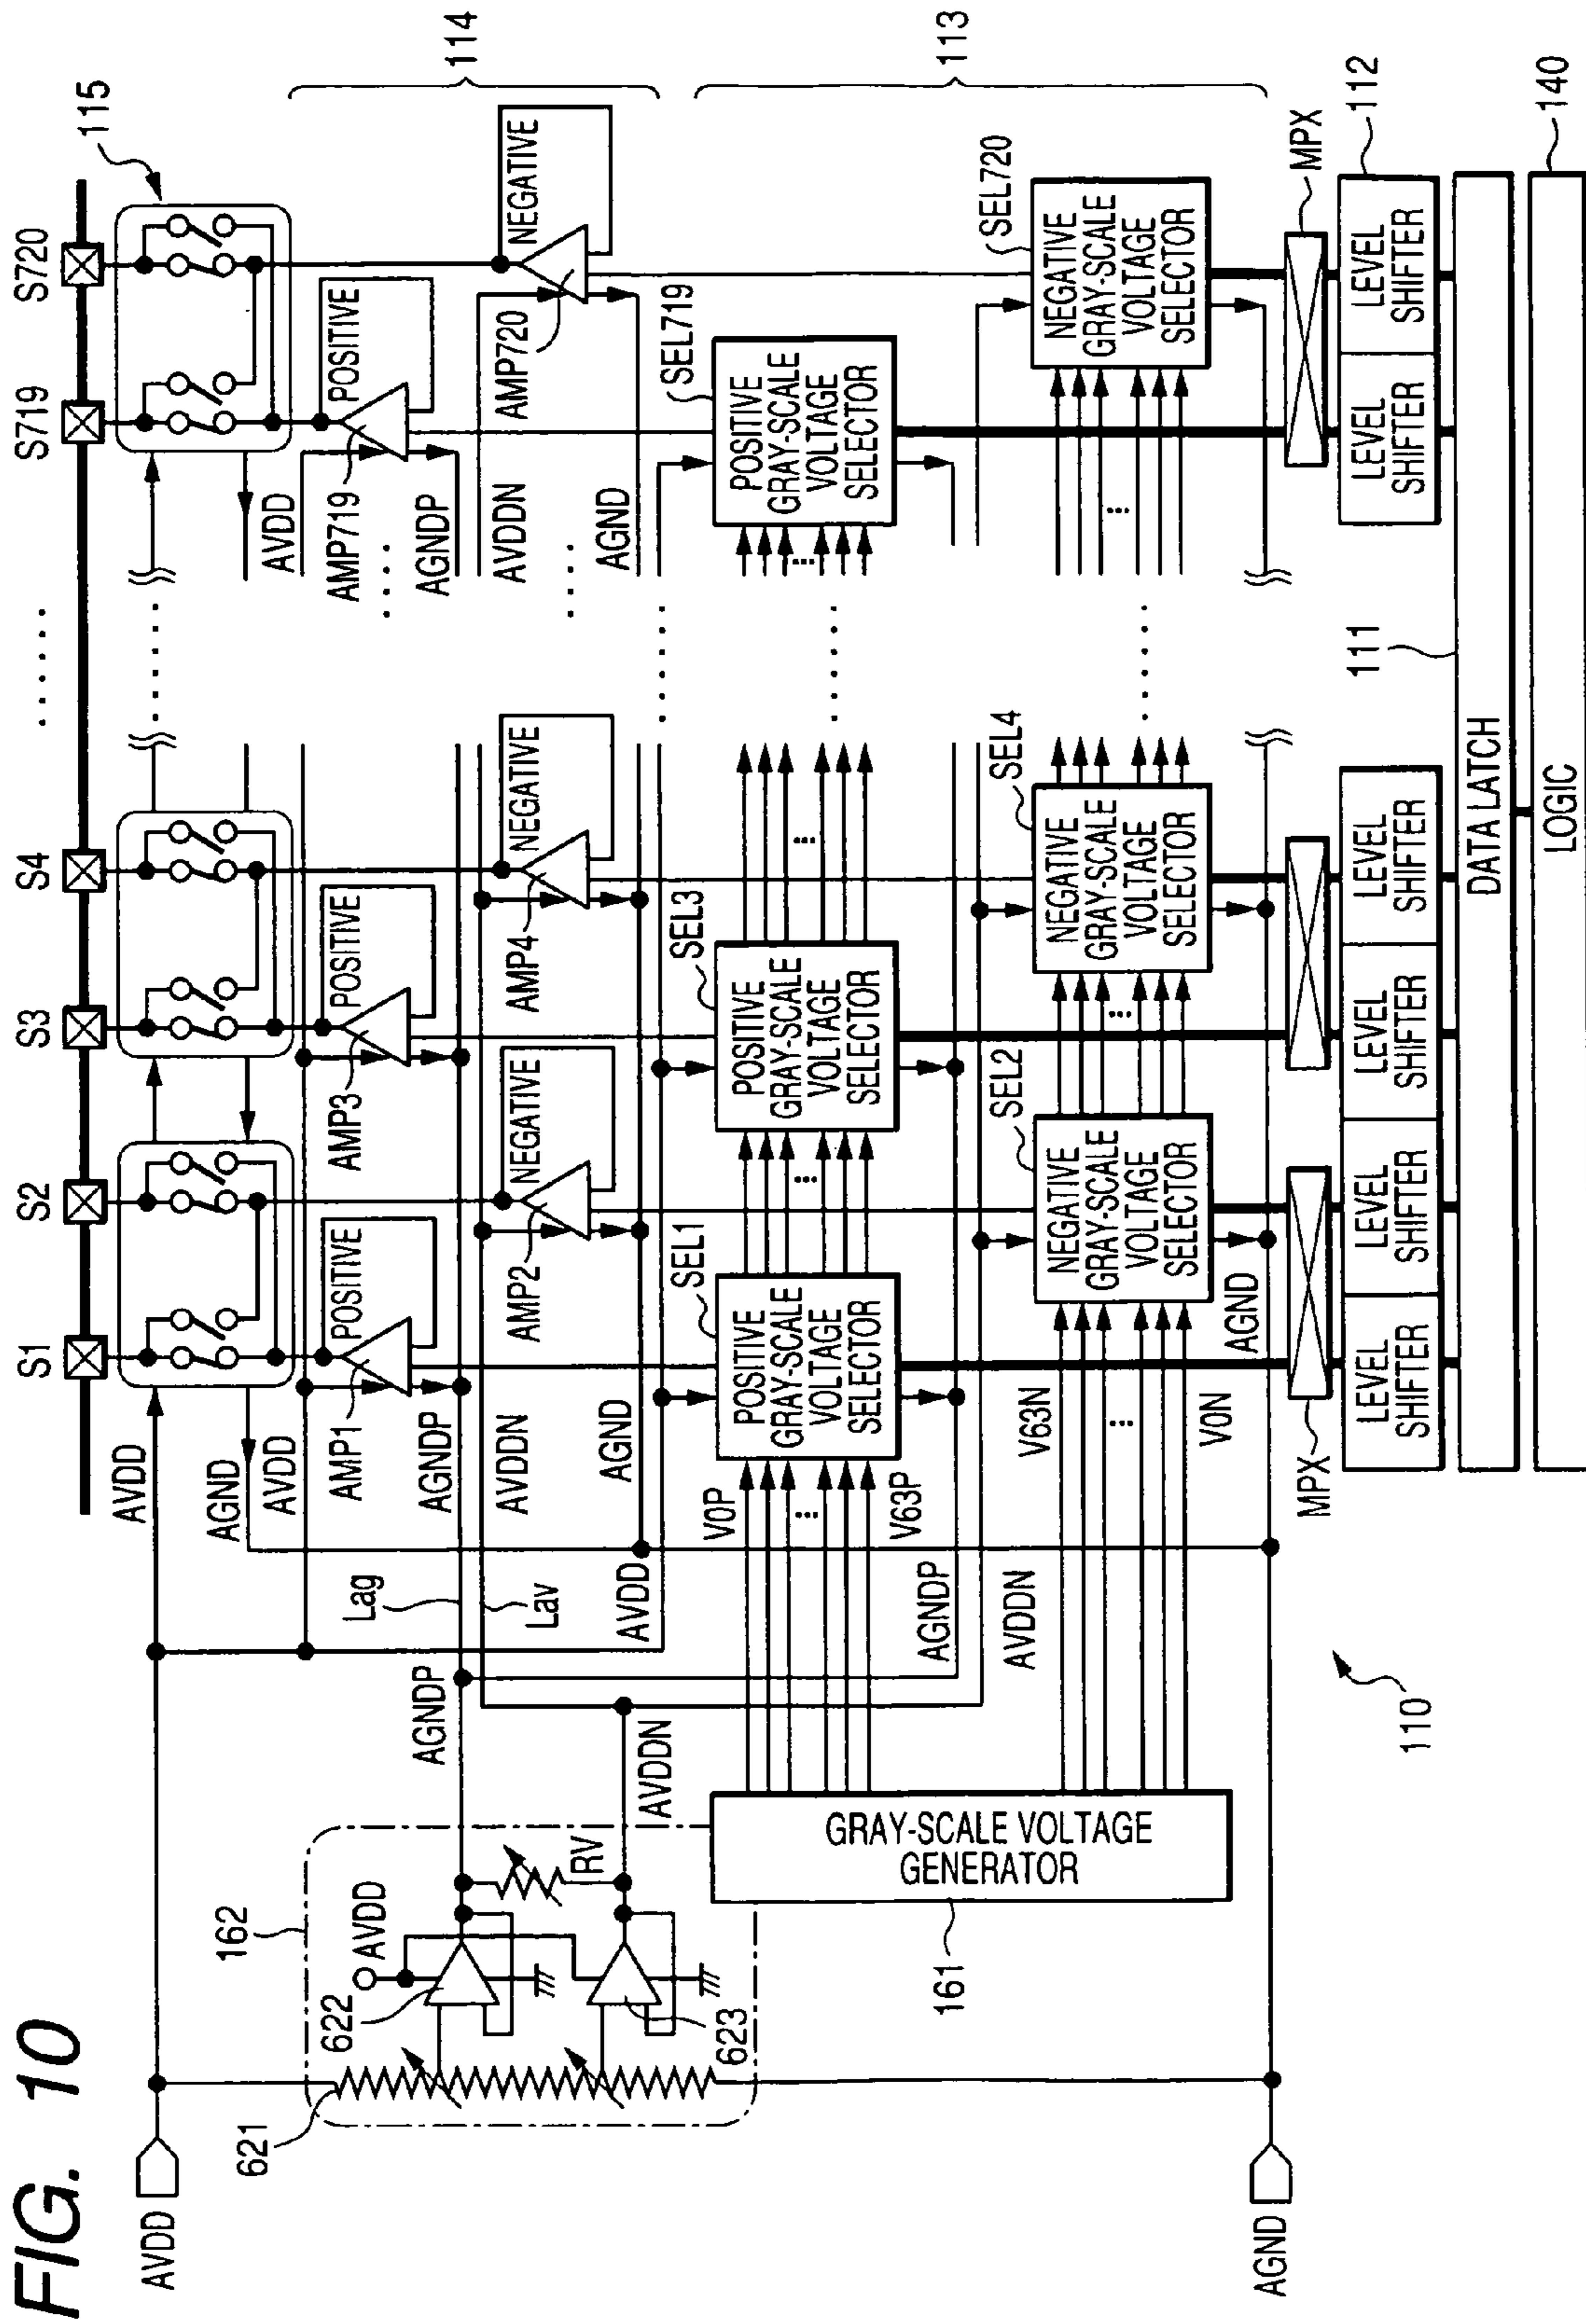 FIG. 10
S1
S2
S3
S4
......
S719
S720
115
AVDD
AVDD
AGND
AVDD
POSITIVE
AMP1
AGNDP
AVDDN
NEGATIVE
AMP2
AGND
POSITIVE
AMP3
NEGATIVE
AMP4
AVDD
POSITIVE
AMP719
AGNDP
AVDDN
NEGATIVE
AMP720
AGND
114
162
621
622
623
AVDD
RV
AGNDP
AVDDN
Lag
Lav
AVDD
AGNDP
AVDDN
V0P
V63P
V63N
V0N
AGND
SEL1
POSITIVE
GRAY-SCALE
VOLTAGE
SELECTOR
SEL3
POSITIVE
GRAY-SCALE
VOLTAGE
SELECTOR
SEL719
POSITIVE
GRAY-SCALE
VOLTAGE
SELECTOR
SEL2
NEGATIVE
GRAY-SCALE
VOLTAGE
SELECTOR
SEL4
NEGATIVE
GRAY-SCALE
VOLTAGE
SELECTOR
SEL720
NEGATIVE
GRAY-SCALE
VOLTAGE
SELECTOR
113
GRAY-SCALE VOLTAGE
GENERATOR
161
AGND
110
MPX
MPX
LEVEL
SHIFTER
LEVEL
SHIFTER
LEVEL
SHIFTER
LEVEL
SHIFTER
LEVEL
SHIFTER
LEVEL
SHIFTER
112
111
DATA LATCH
LOGIC
140